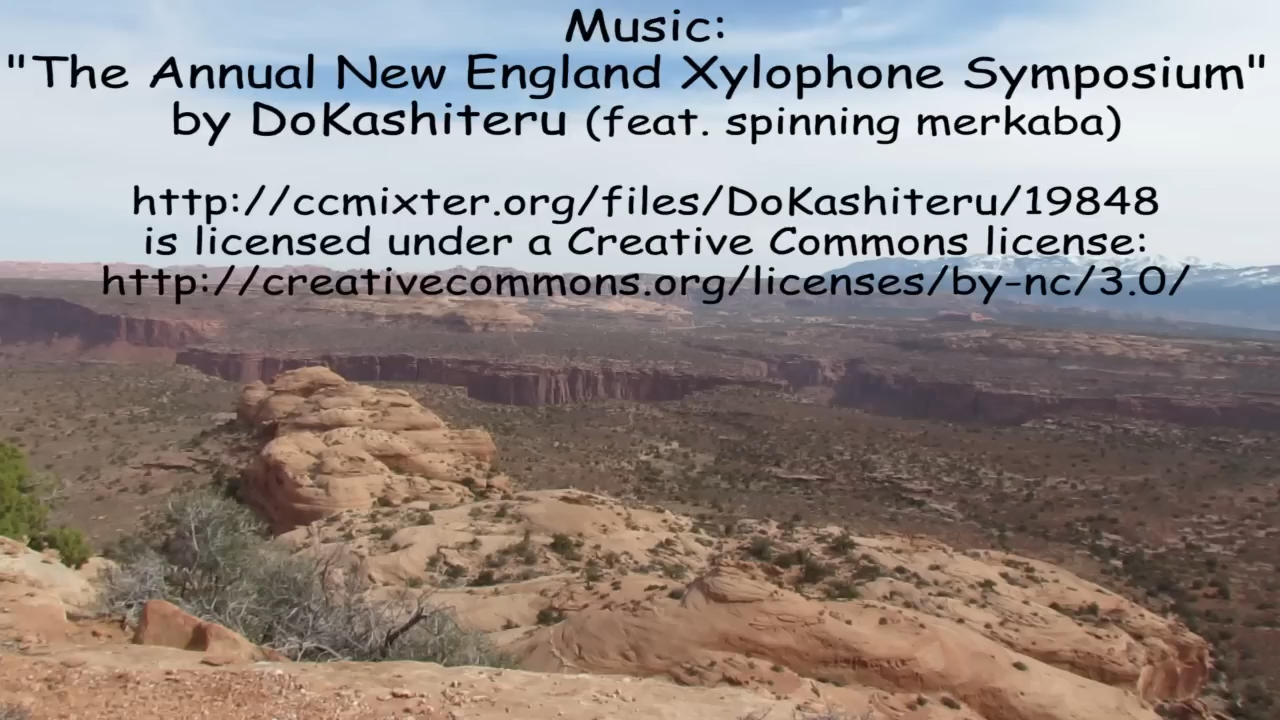 Music:
"The Annual New England Xylophone Symposium"
by DoKashiteru (feat. spinning merkaba)
http://ccmixter.org/files/DoKashiteru/19848
is licensed under a Creative Commons license:
http://creativecommons.org/licenses/by-nc/3.0/